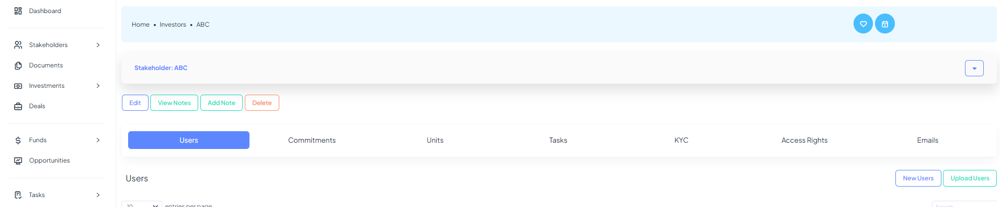 Dashboard
Stakeholders
Documents
Investments
Deals
Funds
Opportunities
Tasks
Home • Investors • ABC
Stakeholder: ABC
Edit View Notes Add Note Delete
Users Commitments Units Tasks KYC Access Rights Emails
Users
New Users Upload Users
10 entries per page
Search